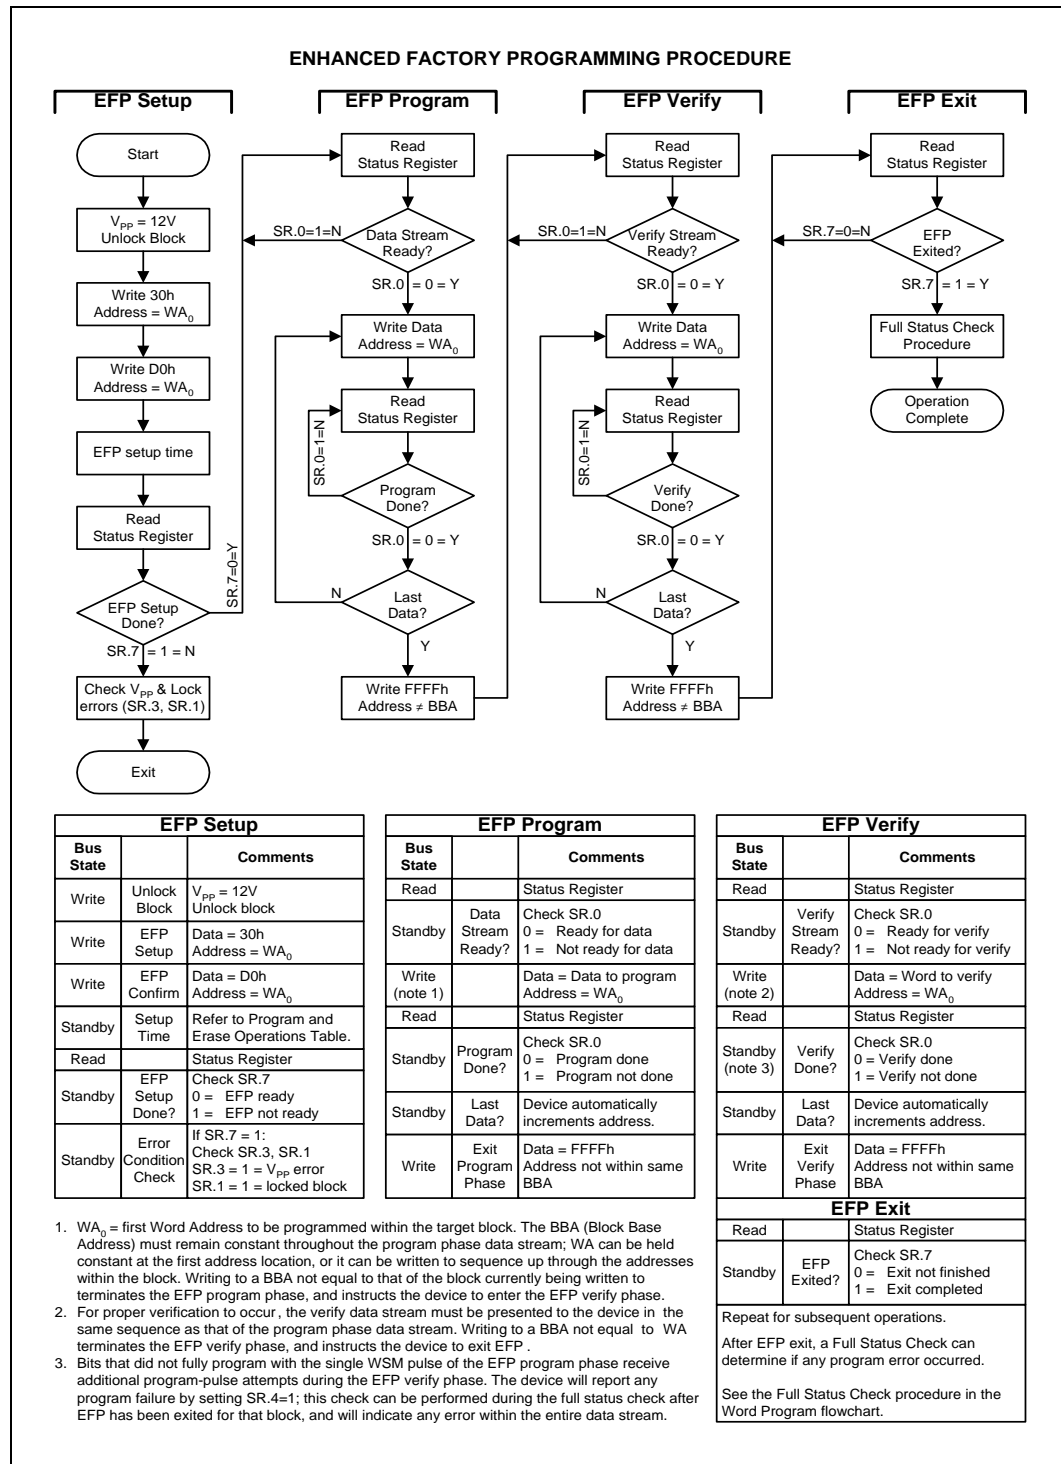 ENHANCED FACTORY PROGRAMMING PROCEDURE
EFP Setup
Start
V_PP = 12V
Unlock Block
Write 30h
Address = WA_0
Write D0h
Address = WA_0
EFP setup time
Read
Status Register
EFP Setup
Done?
SR.7=0=Y
SR.7 = 1 = N
Check V_PP & Lock
errors (SR.3, SR.1)
Exit
EFP Program
Read
Status Register
SR.0=1=N
Data Stream
Ready?
SR.0 = 0 = Y
Write Data
Address = WA_0
Read
Status Register
SR.0=1=N
Program
Done?
SR.0 = 0 = Y
N
Last
Data?
Y
Write FFFFh
Address ≠ BBA
EFP Verify
Read
Status Register
SR.0=1=N
Verify Stream
Ready?
SR.0 = 0 = Y
Write Data
Address = WA_0
Read
Status Register
SR.0=1=N
Verify
Done?
SR.0 = 0 = Y
N
Last
Data?
Y
Write FFFFh
Address ≠ BBA
EFP Exit
Read
Status Register
SR.7=0=N
EFP
Exited?
SR.7 = 1 = Y
Full Status Check
Procedure
Operation
Complete
EFP Setup
Bus
State
Comments
Write
Unlock
Block
V_PP = 12V
Unlock block
Write
EFP
Setup
Data = 30h
Address = WA_0
Write
EFP
Confirm
Data = D0h
Address = WA_0
Standby
Setup
Time
Refer to Program and
Erase Operations Table.
Read
Status Register
Standby
EFP
Setup
Done?
Check SR.7
0 = EFP ready
1 = EFP not ready
Standby
Error
Condition
Check
If SR.7 = 1:
Check SR.3, SR.1
SR.3 = 1 = V_PP error
SR.1 = 1 = locked block
EFP Program
Bus
State
Comments
Read
Status Register
Standby
Data
Stream
Ready?
Check SR.0
0 = Ready for data
1 = Not ready for data
Write
(note 1)
Data = Data to program
Address = WA_0
Read
Status Register
Standby
Program
Done?
Check SR.0
0 = Program done
1 = Program not done
Standby
Last
Data?
Device automatically
increments address.
Write
Exit
Program
Phase
Data = FFFFh
Address not within same
BBA
EFP Verify
Bus
State
Comments
Read
Status Register
Standby
Verify
Stream
Ready?
Check SR.0
0 = Ready for verify
1 = Not ready for verify
Write
(note 2)
Data = Word to verify
Address = WA_0
Read
Status Register
Standby
(note 3)
Verify
Done?
Check SR.0
0 = Verify done
1 = Verify not done
Standby
Last
Data?
Device automatically
increments address.
Write
Exit
Verify
Phase
Data = FFFFh
Address not within same
BBA
EFP Exit
Read
Status Register
Standby
EFP
Exited?
Check SR.7
0 = Exit not finished
1 = Exit completed
Repeat for subsequent operations.
After EFP exit, a Full Status Check can
determine if any program error occurred.
See the Full Status Check procedure in the
Word Program flowchart.
1. WA_0 = first Word Address to be programmed within the target block. The BBA (Block Base
Address) must remain constant throughout the program phase data stream; WA can be held
constant at the first address location, or it can be written to sequence up through the addresses
within the block. Writing to a BBA not equal to that of the block currently being written to
terminates the EFP program phase, and instructs the device to enter the EFP verify phase.
2. For proper verification to occur, the verify data stream must be presented to the device in the
same sequence as that of the program phase data stream. Writing to a BBA not equal to WA
terminates the EFP verify phase, and instructs the device to exit EFP .
3. Bits that did not fully program with the single WSM pulse of the EFP program phase receive
additional program-pulse attempts during the EFP verify phase. The device will report any
program failure by setting SR.4=1; this check can be performed during the full status check after
EFP has been exited for that block, and will indicate any error within the entire data stream.